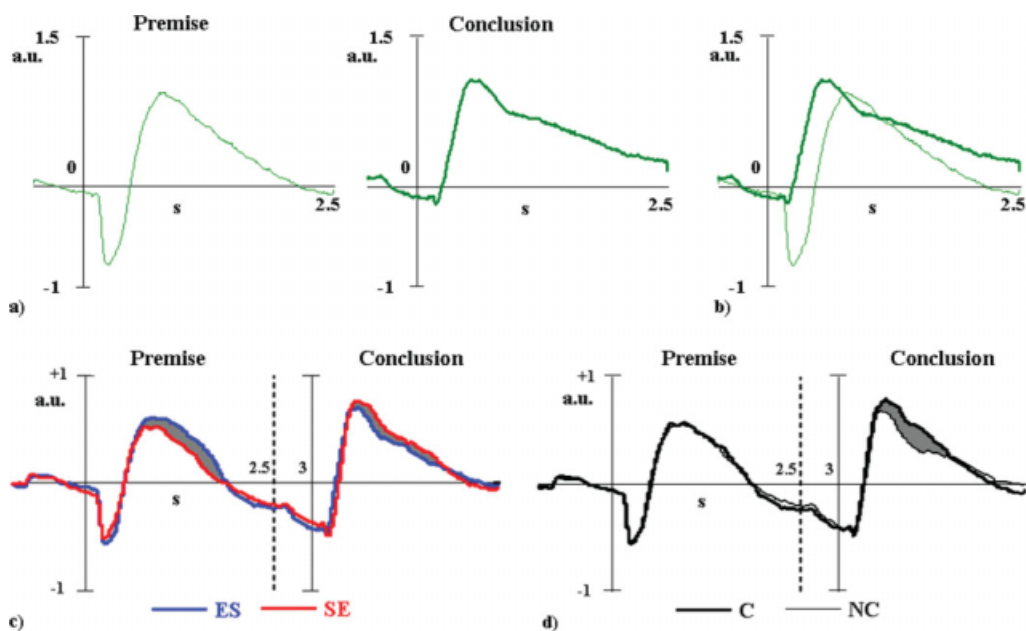 Premise
Conclusion
1.5
a.u.
0
s
2.5
-1
a)
1.5
a.u.
0
s
2.5
-1
1.5
a.u.
0
s
2.5
-1
b)
Premise
Conclusion
+1
a.u.
2.5
3
s
-1
c)
ES
SE
Premise
Conclusion
+1
a.u.
2.5
3
s
-1
d)
C
NC